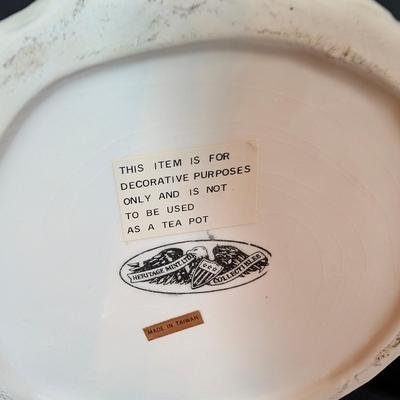 THIS ITEM IS FOR
DECORATIVE PURPOSES
ONLY AND IS NOT
TO BE USED
AS A TEA POT
HERITAGE MINT, LTD.
COLLECTIBLES
MADE IN TAIWAN